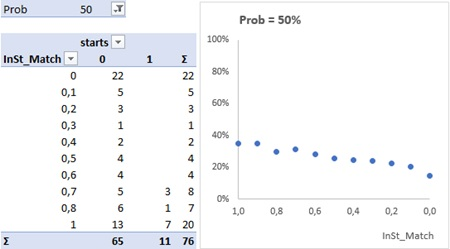 Prob 50
starts
InSt_Match 0 1 Σ
0 22 22
0,1 5 5
0,2 3 3
0,3 1 1
0,4 2 2
0,5 4 4
0,6 4 4
0,7 5 3 8
0,8 6 1 7
1 13 7 20
Σ 65 11 76
Prob = 50%
100%
80%
60%
40%
20%
0%
1,0 0,8 0,6 0,4 0,2 0,0
InSt_Match